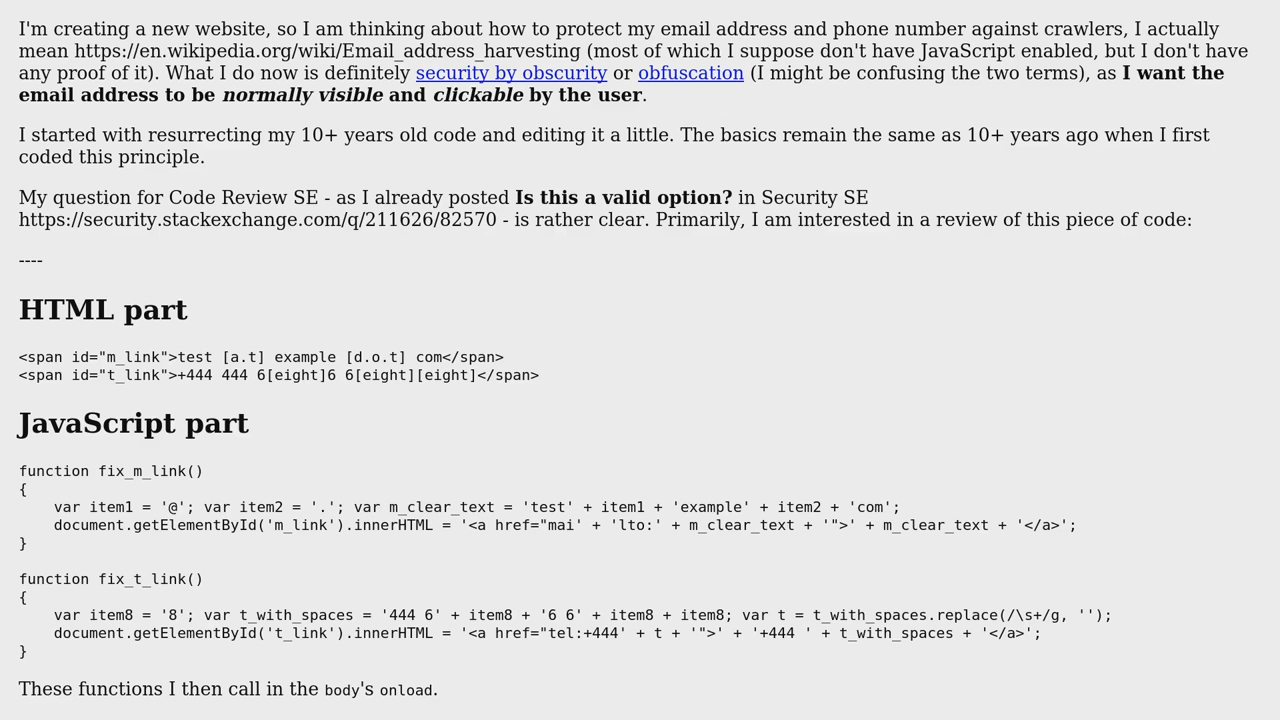 I'm creating a new website, so I am thinking about how to protect my email address and phone number against crawlers, I actually
mean https://en.wikipedia.org/wiki/Email_address_harvesting (most of which I suppose don't have JavaScript enabled, but I don't have
any proof of it). What I do now is definitely security by obscurity or obfuscation (I might be confusing the two terms), as I want the
email address to be normally visible and clickable by the user.
I started with resurrecting my 10+ years old code and editing it a little. The basics remain the same as 10+ years ago when I first
coded this principle.
My question for Code Review SE - as I already posted Is this a valid option? in Security SE
https://security.stackexchange.com/q/211626/82570 - is rather clear. Primarily, I am interested in a review of this piece of code:
----
HTML part
<span id="m_link">test [a.t] example [d.o.t] com</span>
<span id="t_link">+444 444 6[eight]6 6[eight][eight]</span>
JavaScript part
function fix_m_link()
{
    var item1 = '@'; var item2 = '.'; var m_clear_text = 'test' + item1 + 'example' + item2 + 'com';
    document.getElementById('m_link').innerHTML = '<a href="mai' + 'lto:' + m_clear_text + '">' + m_clear_text + '</a>';
}
function fix_t_link()
{
    var item8 = '8'; var t_with_spaces = '444 6' + item8 + '6 6' + item8 + item8; var t = t_with_spaces.replace(/\s+/g, '');
    document.getElementById('t_link').innerHTML = '<a href="tel:+444' + t + '">' + '+444 ' + t_with_spaces + '</a>';
}
These functions I then call in the body's onload.